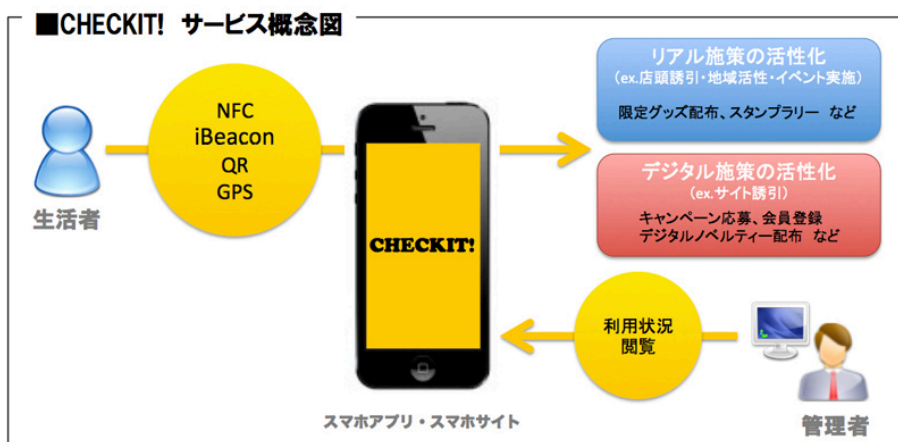 ■CHECKIT! サービス概念図
NFC
iBeacon
QR
GPS
生活者
CHECKIT!
スマホアプリ・スマホサイト
リアル施策の活性化
(ex.店頭誘引・地域活性・イベント実施)
限定グッズ配布、スタンプラリー など
デジタル施策の活性化
(ex.サイト誘引)
キャンペーン応募、会員登録
デジタルノベルティー配布 など
利用状況
閲覧
管理者